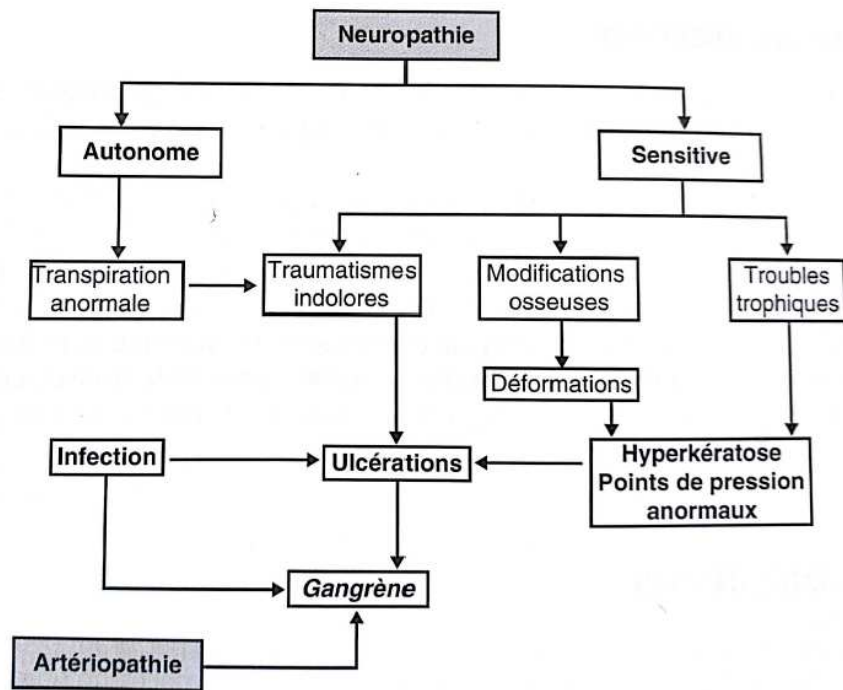 Neuropathie
Autonome
Sensitive
Transpiration
anormale
Traumatismes
indolores
Modifications
osseuses
Troubles
trophiques
Déformations
Infection
Ulcérations
Hyperkératose
Points de pression
anormaux
Gangrène
Artériopathie